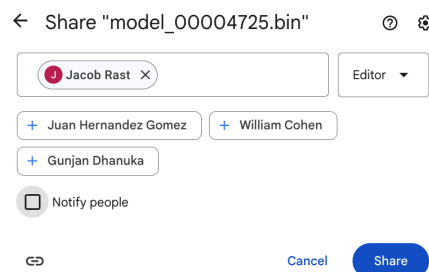 Share "model_00004725.bin"
J Jacob Rast
Editor
+ Juan Hernandez Gomez + William Cohen
+ Gunjan Dhanuka
Notify people
Cancel Share